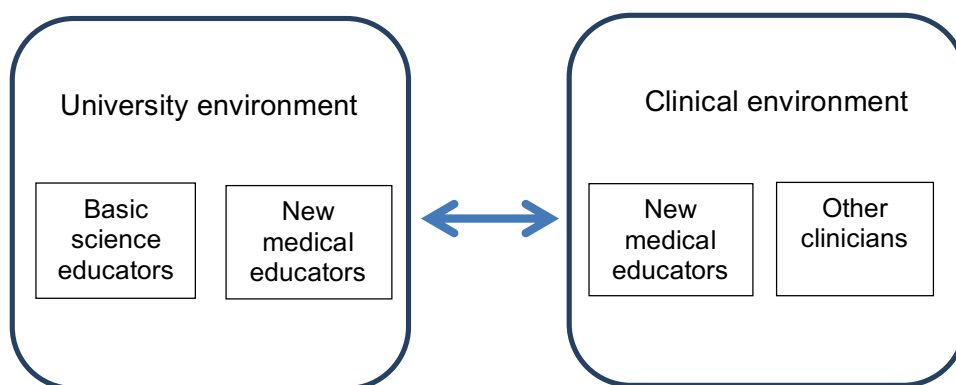 University environment
Basic
science
educators
New
medical
educators
Clinical environment
New
medical
educators
Other
clinicians